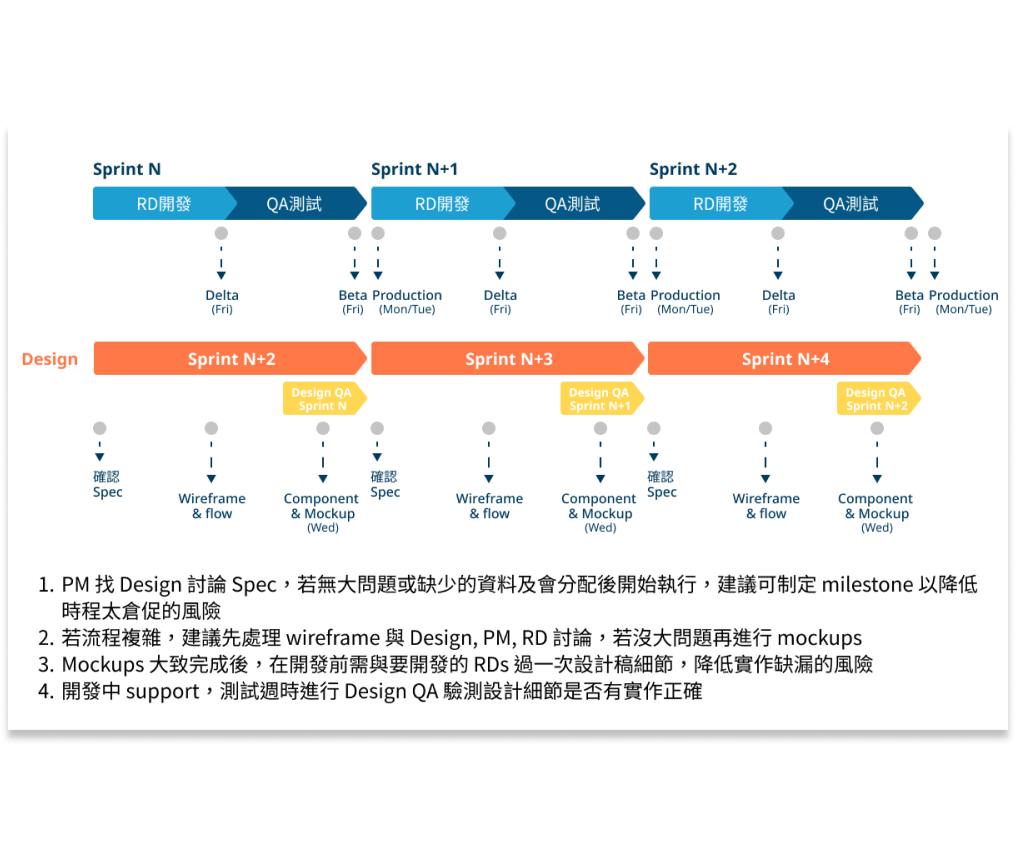 Sprint N
Sprint N+1
Sprint N+2
RD開發
QA測試
RD開發
QA測試
RD開發
QA測試
Delta
(Fri)
Beta
(Fri)
Production
(Mon/Tue)
Delta
(Fri)
Beta
(Fri)
Production
(Mon/Tue)
Delta
(Fri)
Beta
(Fri)
Production
(Mon/Tue)
Design
Sprint N+2
Sprint N+3
Sprint N+4
Design QA
Sprint N
Design QA
Sprint N+1
Design QA
Sprint N+2
確認
Spec
Wireframe
& flow
Component
& Mockup
(Wed)
確認
Spec
Wireframe
& flow
Component
& Mockup
(Wed)
確認
Spec
Wireframe
& flow
Component
& Mockup
(Wed)
1. PM 找 Design 討論 Spec，若無大問題或缺少的資料及會分配後開始執行，建議可制定 milestone 以降低
時程太倉促的風險
2. 若流程複雜，建議先處理 wireframe 與 Design, PM, RD 討論，若沒大問題再進行 mockups
3. Mockups 大致完成後，在開發前需與要開發的 RDs 過一次設計稿細節，降低實作缺漏的風險
4. 開發中 support，測試週時進行 Design QA 驗測設計細節是否有實作正確